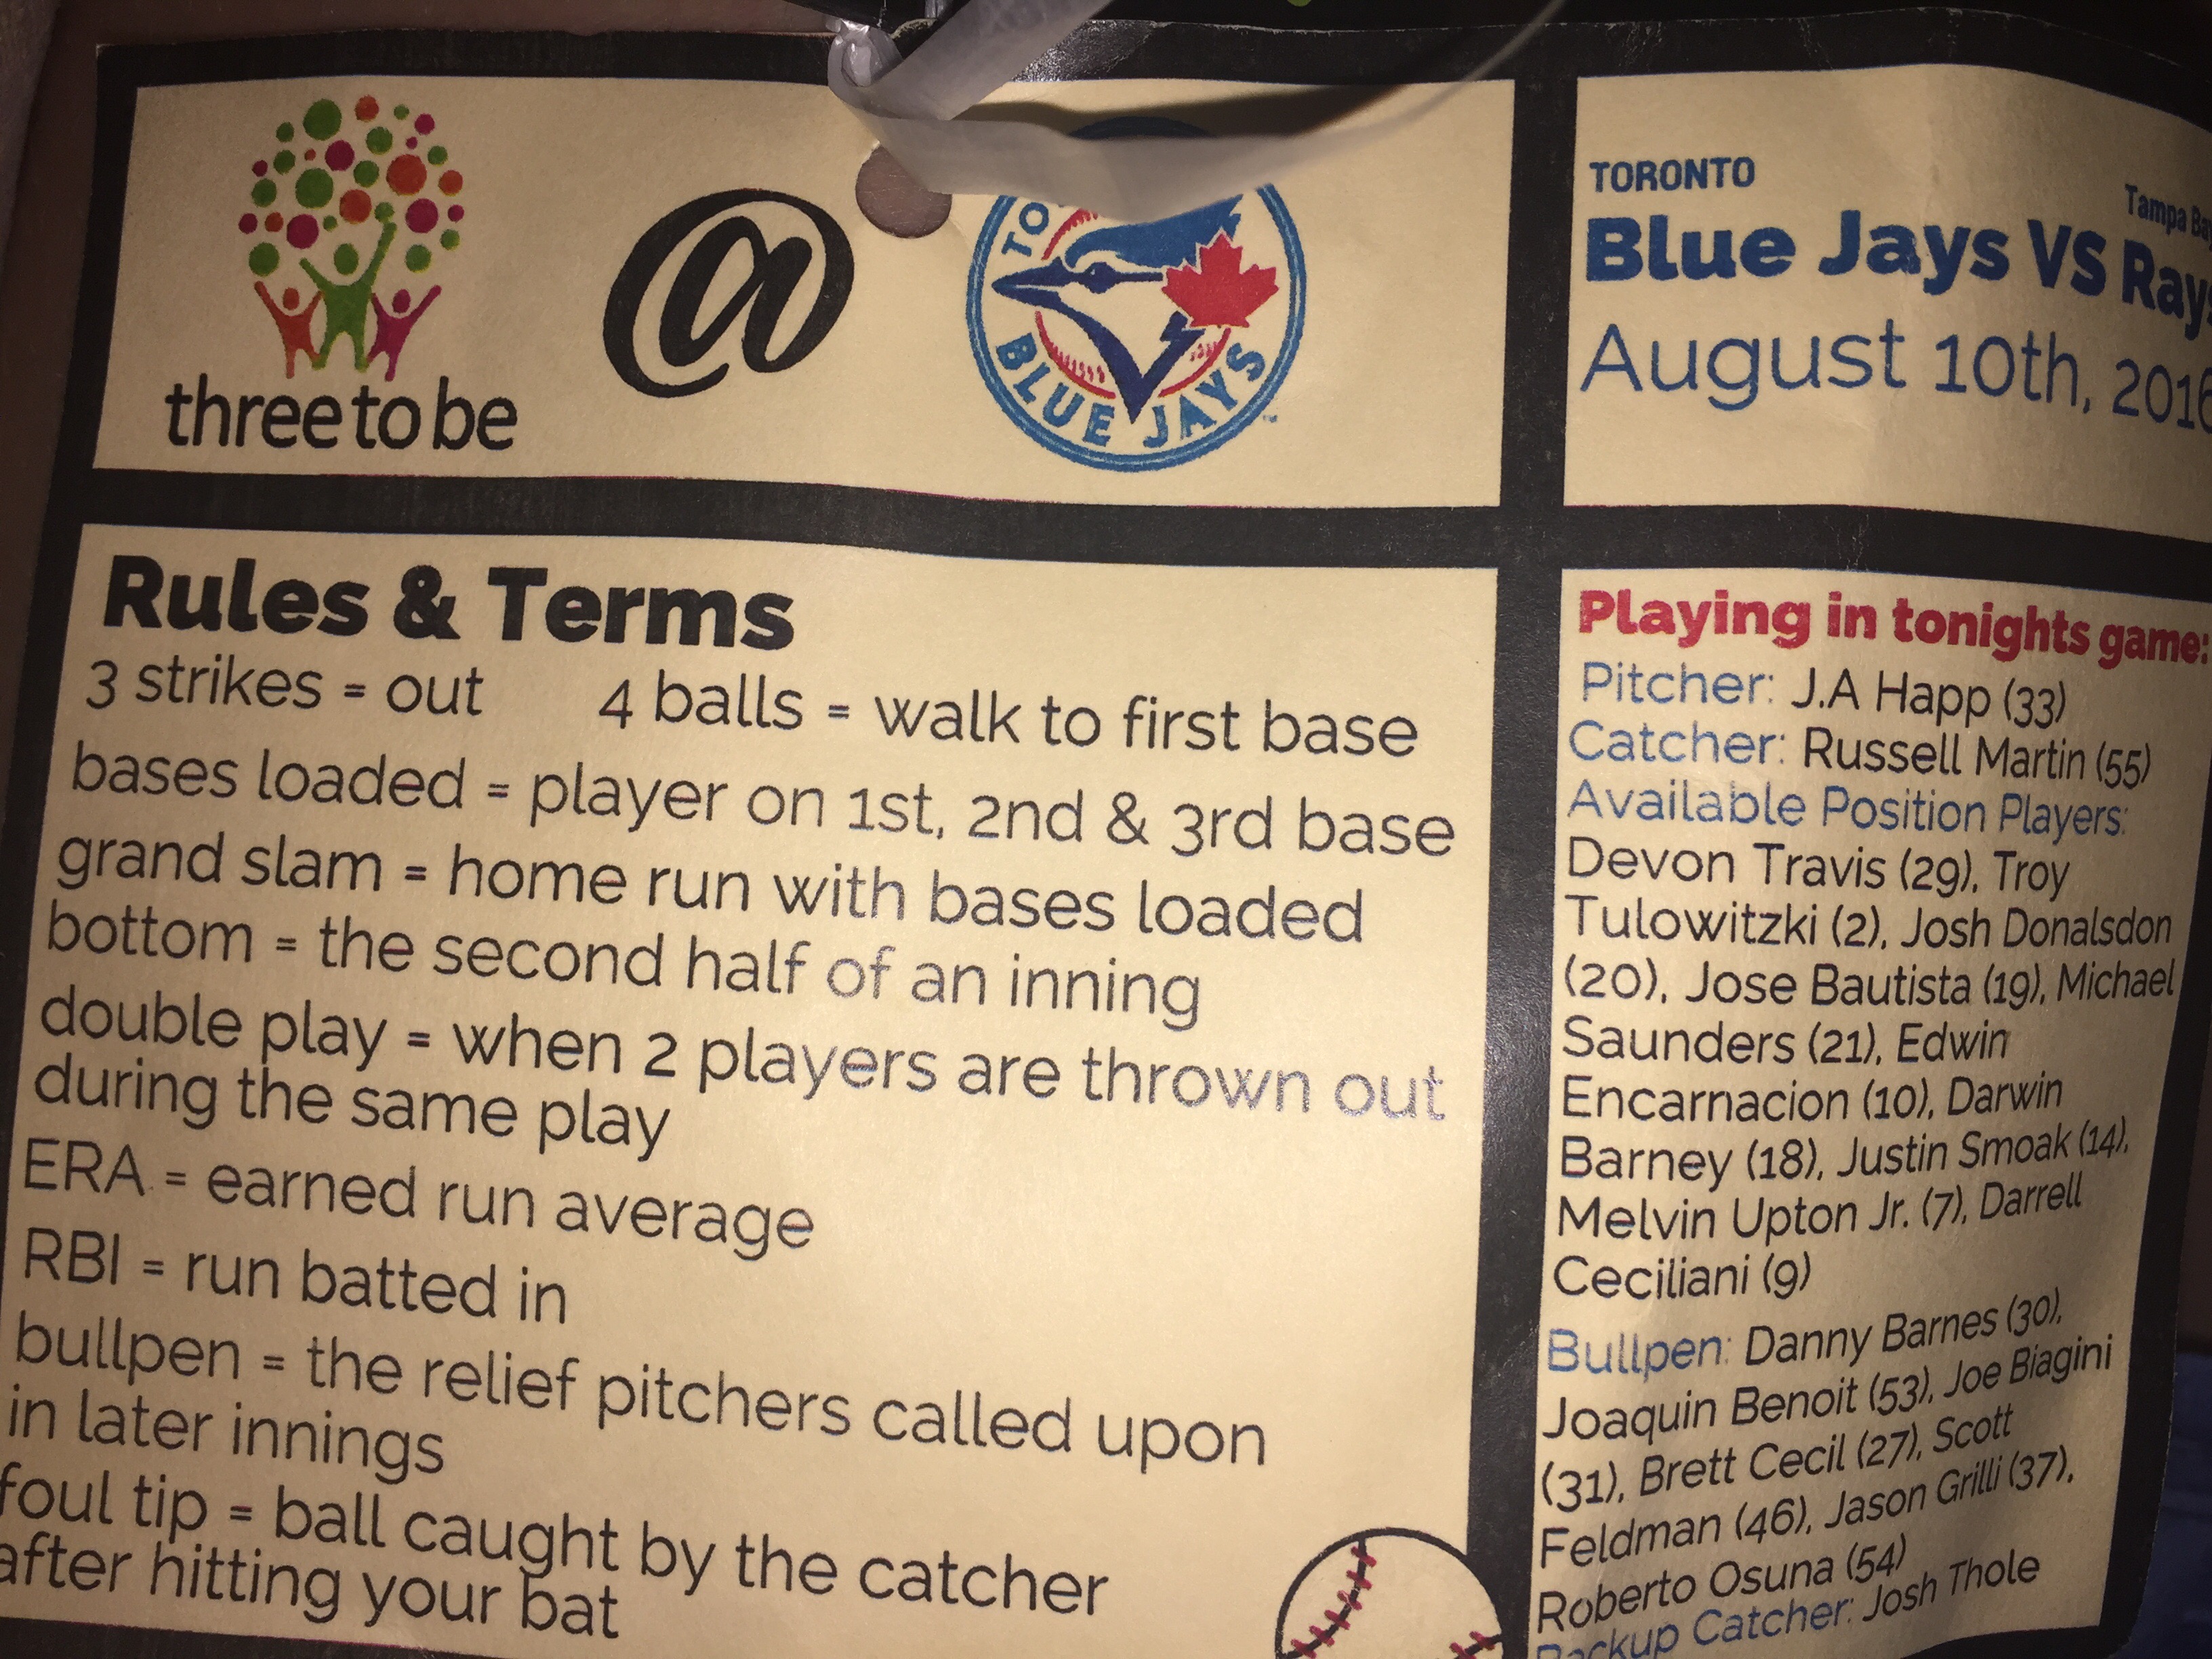 three to be
@
TO
BLUE JAYS
TORONTO
Tampa Ba
Blue Jays VS Rays
August 10th, 2016
Rules & Terms
3 strikes = out 4 balls = walk to first base
bases loaded = player on 1st, 2nd & 3rd base
grand slam = home run with bases loaded
bottom = the second half of an inning
double play = when 2 players are thrown out
during the same play
ERA = earned run average
RBI = run batted in
bullpen = the relief pitchers called upon
in later innings
foul tip = ball caught by the catcher
after hitting your bat
Playing in tonights game:
Pitcher: J.A Happ (33)
Catcher: Russell Martin (55)
Available Position Players:
Devon Travis (29), Troy
Tulowitzki (2), Josh Donalsdon
(20), Jose Bautista (19), Michael
Saunders (21), Edwin
Encarnacion (10), Darwin
Barney (18), Justin Smoak (14),
Melvin Upton Jr. (7), Darrell
Ceciliani (9)
Bullpen: Danny Barnes (30),
Joaquin Benoit (53), Joe Biagini
(31), Brett Cecil (27), Scott
Feldman (46), Jason Grilli (37),
Roberto Osuna (54)
Backup Catcher: Josh Thole